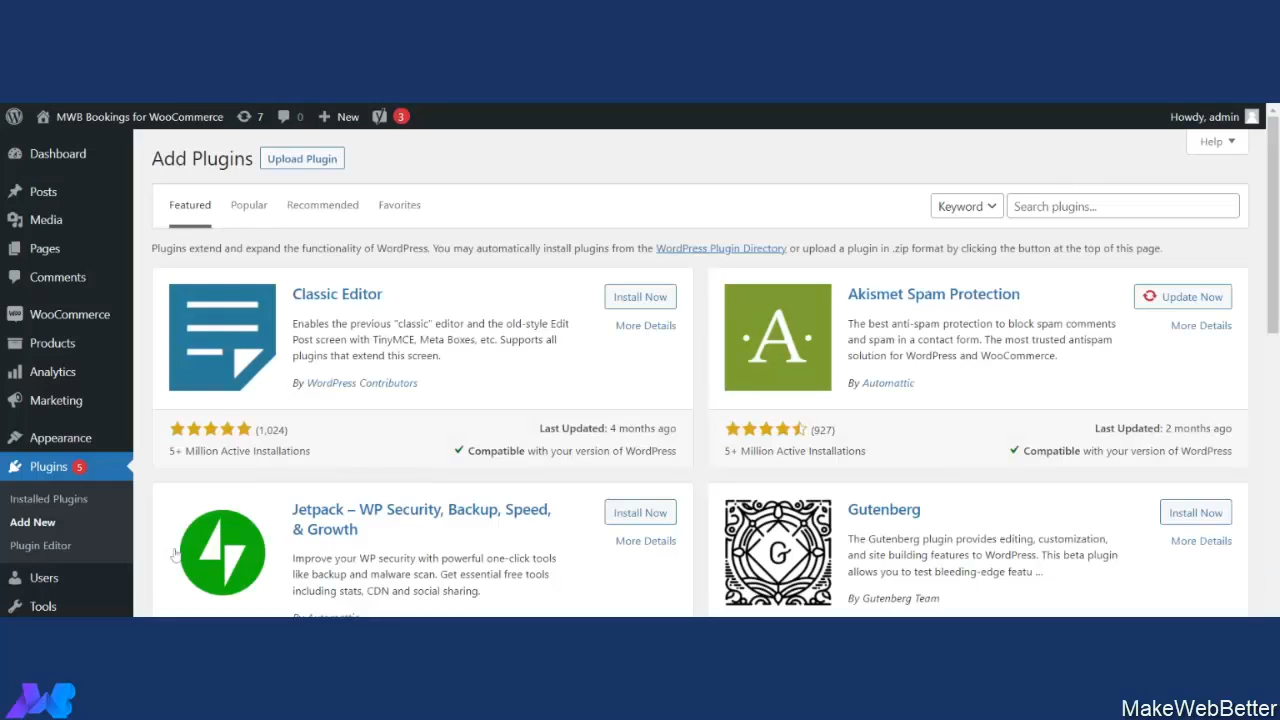 MWB Bookings for WooCommerce 7 0 New 3 Howdy, admin
Help
Dashboard
Posts
Media
Pages
Comments
WooCommerce
Products
Analytics
Marketing
Appearance
Plugins 5
Installed Plugins
Add New
Plugin Editor
Users
Tools
Add Plugins Upload Plugin
Featured Popular Recommended Favorites Keyword Search plugins...
Plugins extend and expand the functionality of WordPress. You may automatically install plugins from the WordPress Plugin Directory or upload a plugin in .zip format by clicking the button at the top of this page.
Classic Editor
Install Now
More Details
Enables the previous "classic" editor and the old-style Edit
Post screen with TinyMCE, Meta Boxes, etc. Supports all
plugins that extend this screen.
By WordPress Contributors
(1,024)
Last Updated: 4 months ago
5+ Million Active Installations
Compatible with your version of WordPress
A
Akismet Spam Protection
Update Now
More Details
The best anti-spam protection to block spam comments
and spam in a contact form. The most trusted antispam
solution for WordPress and WooCommerce.
By Automattic
(927)
Last Updated: 2 months ago
5+ Million Active Installations
Compatible with your version of WordPress
Jetpack – WP Security, Backup, Speed,
& Growth
Install Now
More Details
Improve your WP security with powerful one-click tools
like backup and malware scan. Get essential free tools
including stats, CDN and social sharing.
By Automattic
G
Gutenberg
Install Now
More Details
The Gutenberg plugin provides editing, customization,
and site building features to WordPress. This beta plugin
allows you to test bleeding-edge featu ...
By Gutenberg Team
MakeWebBetter